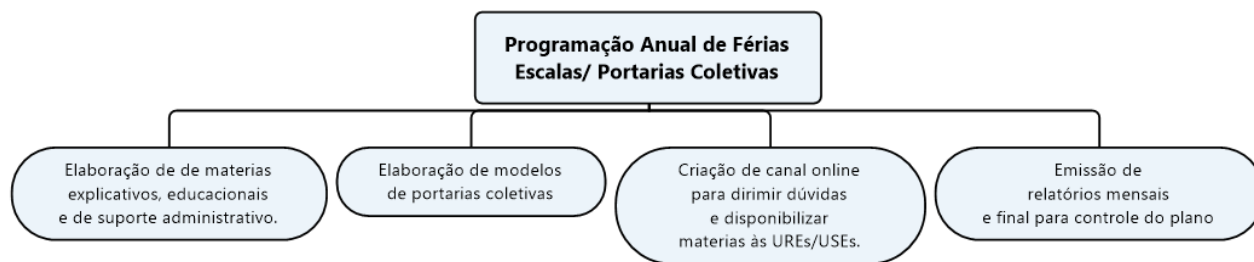 Programação Anual de Férias
Escalas/ Portarias Coletivas
Elaboração de de materias
explicativos, educacionais
e de suporte administrativo.
Elaboração de modelos
de portarias coletivas
Criação de canal online
para dirimir dúvidas
e disponibilizar
materias às UREs/USEs.
Emissão de
relatórios mensais
e final para controle do plano